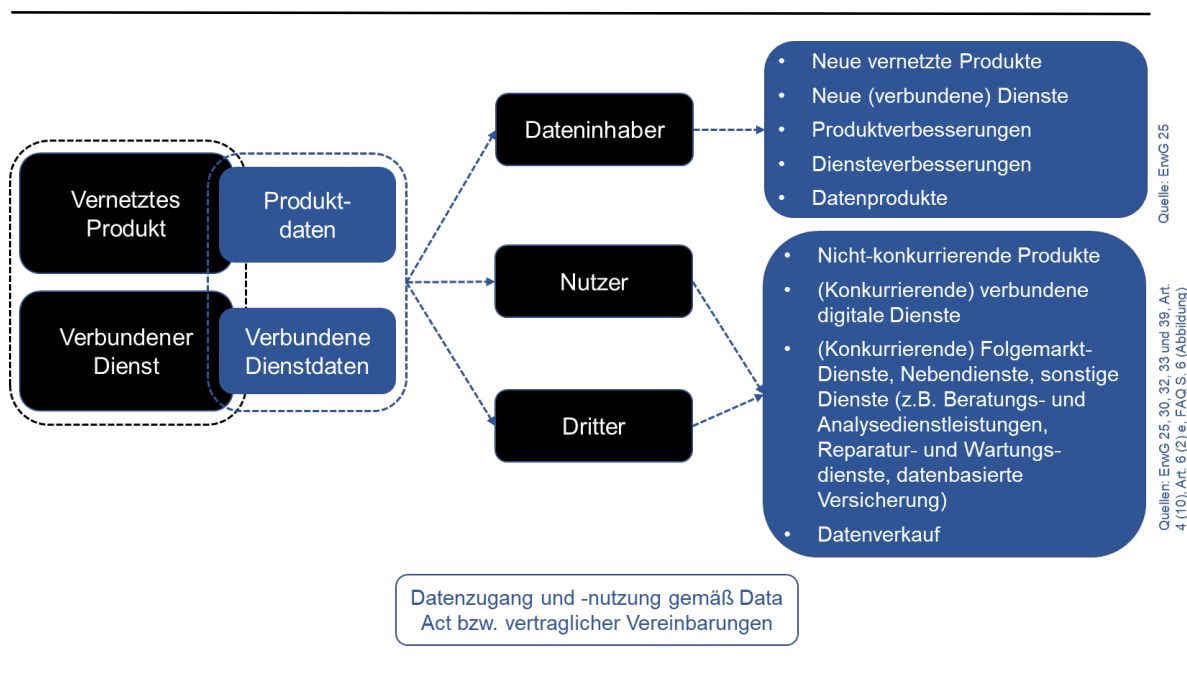 Vernetztes
Produkt
Produkt-
daten
Verbundener
Dienst
Verbundene
Dienstdaten
Dateninhaber
Nutzer
Dritter
• Neue vernetzte Produkte
• Neue (verbundene) Dienste
• Produktverbesserungen
• Diensteverbesserungen
• Datenprodukte
Quelle: ErwG 25
• Nicht-konkurrierende Produkte
• (Konkurrierende) verbundene
digitale Dienste
• (Konkurrierende) Folgemarkt-
Dienste, Nebendienste, sonstige
Dienste (z.B. Beratungs- und
Analysedienstleistungen,
Reparatur- und Wartungs-
dienste, datenbasierte
Versicherung)
• Datenverkauf
Quellen: ErwG 25, 30, 32, 33 und 39, Art.
4 (10), Art. 6 (2) e, FAQ S. 6 (Abbildung)
Datenzugang und -nutzung gemäß Data
Act bzw. vertraglicher Vereinbarungen